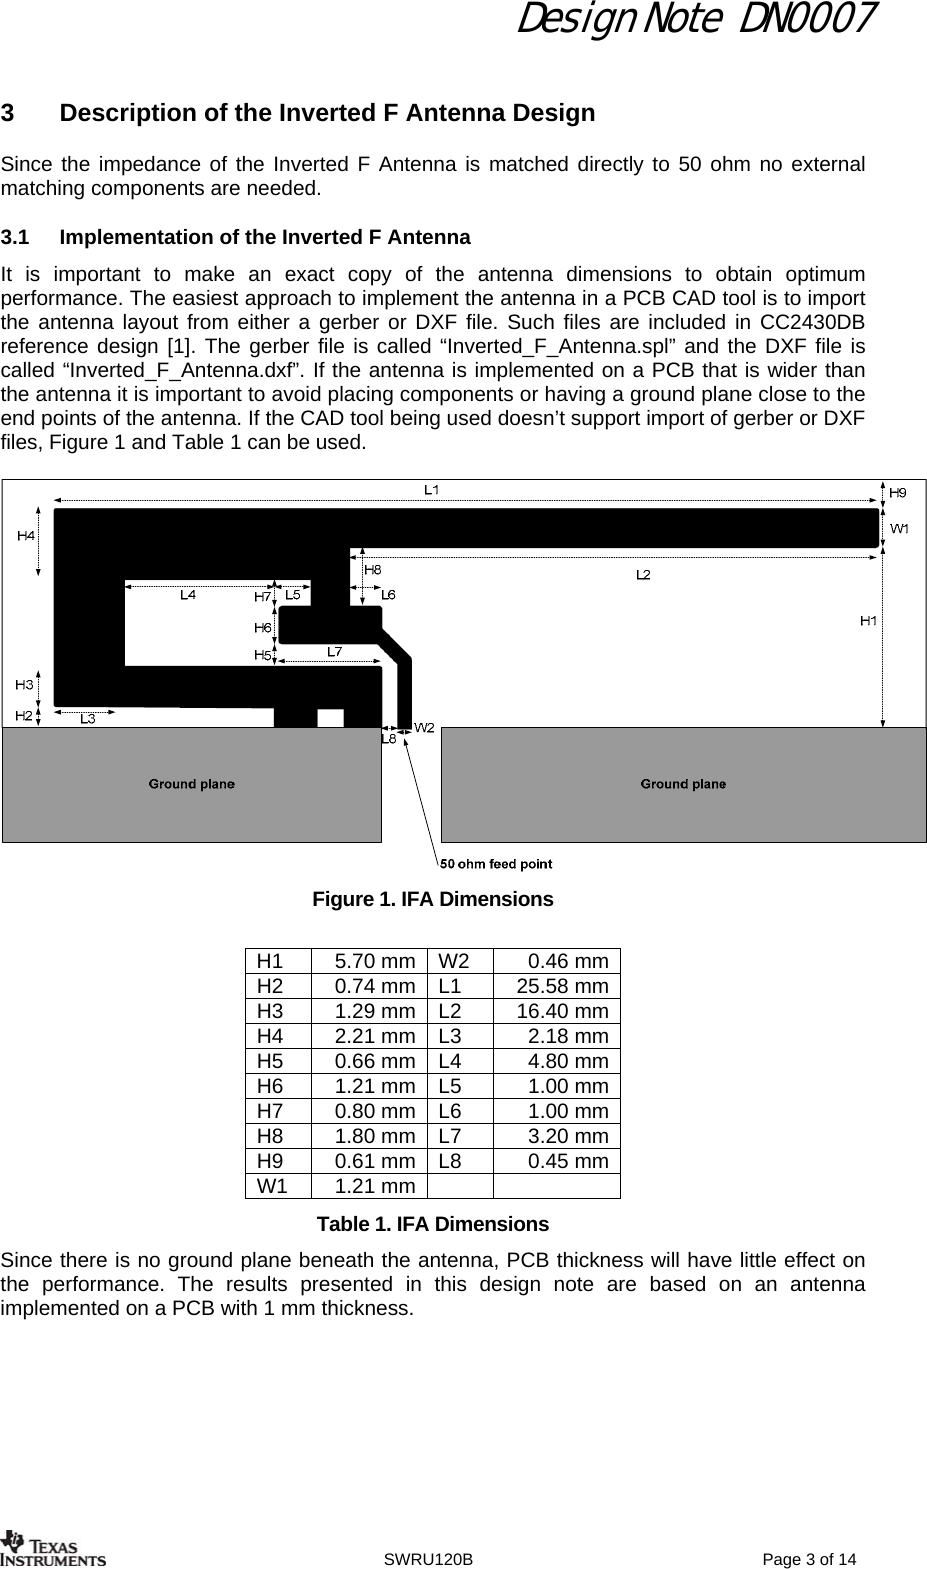 Design Note DN0007
3 Description of the Inverted F Antenna Design
Since the impedance of the Inverted F Antenna is matched directly to 50 ohm no external
matching components are needed.
3.1 Implementation of the Inverted F Antenna
It is important to make an exact copy of the antenna dimensions to obtain optimum
performance. The easiest approach to implement the antenna in a PCB CAD tool is to import
the antenna layout from either a gerber or DXF file. Such files are included in CC2430DB
reference design [1]. The gerber file is called “Inverted_F_Antenna.spl” and the DXF file is
called “Inverted_F_Antenna.dxf”. If the antenna is implemented on a PCB that is wider than
the antenna it is important to avoid placing components or having a ground plane close to the
end points of the antenna. If the CAD tool being used doesn’t support import of gerber or DXF
files, Figure 1 and Table 1 can be used.
L1
H9
H4
W1
H8
L2
L4
H7
L5
L6
H6
H1
H5
L7
H3
H2
L3
L8
W2
Ground plane
Ground plane
50 ohm feed point
Figure 1. IFA Dimensions
H1 5.70 mm W2 0.46 mm
H2 0.74 mm L1 25.58 mm
H3 1.29 mm L2 16.40 mm
H4 2.21 mm L3 2.18 mm
H5 0.66 mm L4 4.80 mm
H6 1.21 mm L5 1.00 mm
H7 0.80 mm L6 1.00 mm
H8 1.80 mm L7 3.20 mm
H9 0.61 mm L8 0.45 mm
W1 1.21 mm
Table 1. IFA Dimensions
Since there is no ground plane beneath the antenna, PCB thickness will have little effect on
the performance. The results presented in this design note are based on an antenna
implemented on a PCB with 1 mm thickness.
TEXAS
INSTRUMENTS
SWRU120B
Page 3 of 14